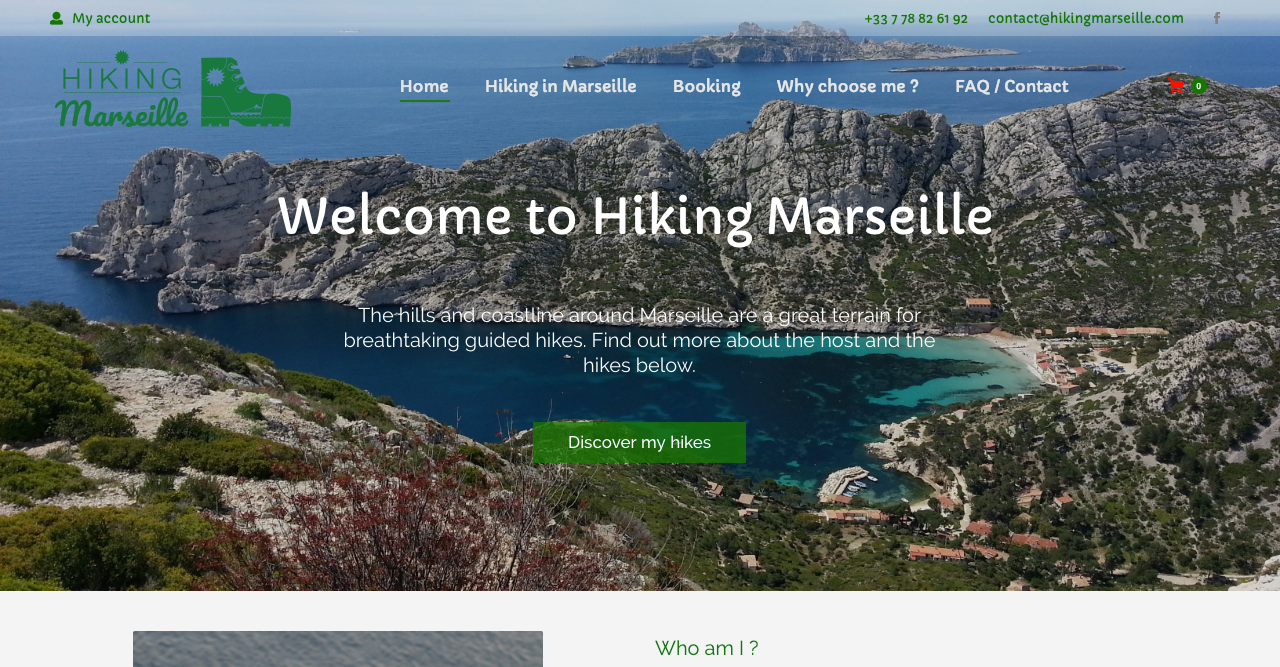 My account
+33 7 78 82 61 92
contact@hikingmarseille.com
HIKING
Marseille
Home
Hiking in Marseille
Booking
Why choose me ?
FAQ / Contact
0
Welcome to Hiking Marseille
The hills and coastline around Marseille are a great terrain for
breathtaking guided hikes. Find out more about the host and the
hikes below.
Discover my hikes
Who am I ?